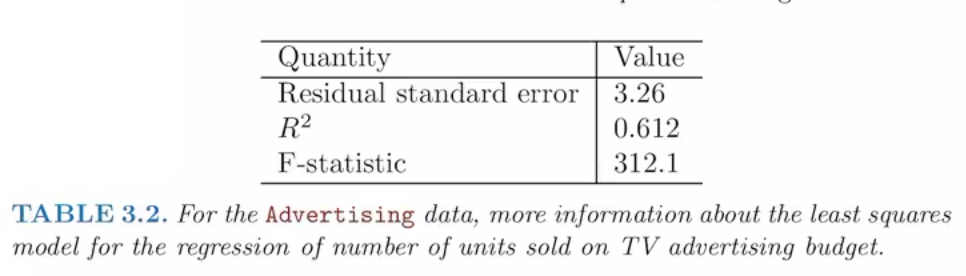 Quantity Value
Residual standard error 3.26
R² 0.612
F-statistic 312.1
TABLE 3.2. For the Advertising data, more information about the least squares
model for the regression of number of units sold on TV advertising budget.